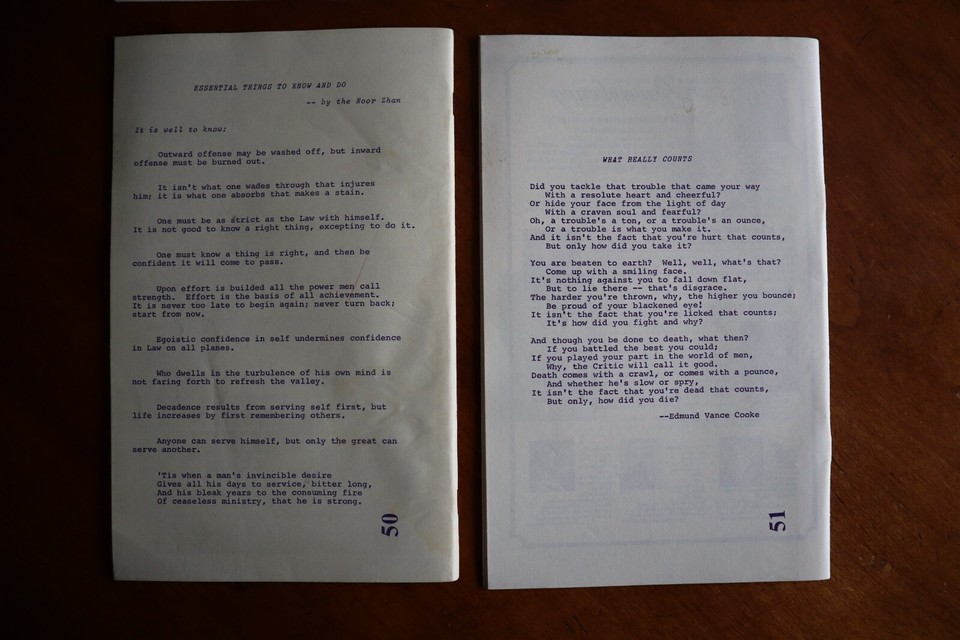 ESSENTIAL THINGS TO KNOW AND DO
-- by the Noor Zhan
It is well to know:
Outward offense may be washed off, but inward
offense must be burned out.
It isn't what one wades through that injures
him; it is what one absorbs that makes a stain.
One must be as strict as the Law with himself.
It is not good to know a right thing, excepting to do it.
One must know a thing is right, and then be
confident it will come to pass.
Upon effort is builded all the power men call
strength. Effort is the basis of all achievement.
It is never too late to begin again; never turn back;
start from now.
Egoistic confidence in self undermines confidence
in Law on all planes.
Who dwells in the turbulence of his own mind is
not faring forth to refresh the valley.
Decadence results from serving self first, but
life increases by first remembering others.
Anyone can serve himself, but only the great can
serve another.
'Tis when a man's invincible desire
Gives all his days to service, bitter long,
And his bleak years to the consuming fire
Of ceaseless ministry, that he is strong.
50
WHAT REALLY COUNTS
Did you tackle that trouble that came your way
With a resolute heart and cheerful?
Or hide your face from the light of day
With a craven soul and fearful?
Oh, a trouble's a ton, or a trouble's an ounce,
Or a trouble is what you make it.
And it isn't the fact that you're hurt that counts,
But only how did you take it?
You are beaten to earth? Well, well, what's that?
Come up with a smiling face.
It's nothing against you to fall down flat,
But to lie there -- that's disgrace.
The harder you're thrown, why, the higher you bounce;
Be proud of your blackened eye!
It isn't the fact that you're licked that counts;
It's how did you fight and why?
And though you be done to death, what then?
If you battled the best you could;
If you played your part in the world of men,
Why, the Critic will call it good.
Death comes with a crawl, or comes with a pounce,
And whether he's slow or spry,
It isn't the fact that you're dead that counts,
But only, how did you die?
--Edmund Vance Cooke
51